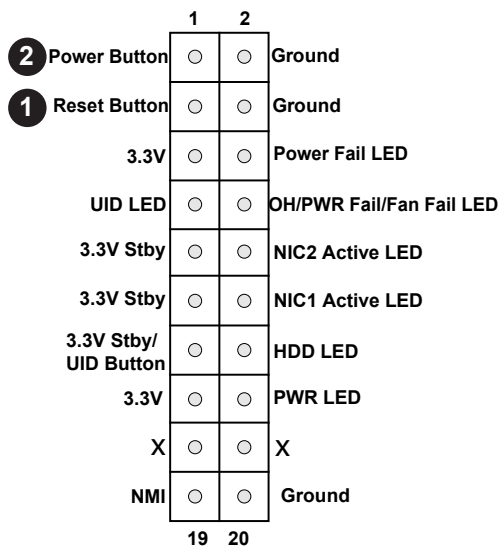 1 2
2 Power Button Ground
1 Reset Button Ground
3.3V Power Fail LED
UID LED OH/PWR Fail/Fan Fail LED
3.3V Stby NIC2 Active LED
3.3V Stby NIC1 Active LED
3.3V Stby/
UID Button HDD LED
3.3V PWR LED
X X
NMI Ground
19 20